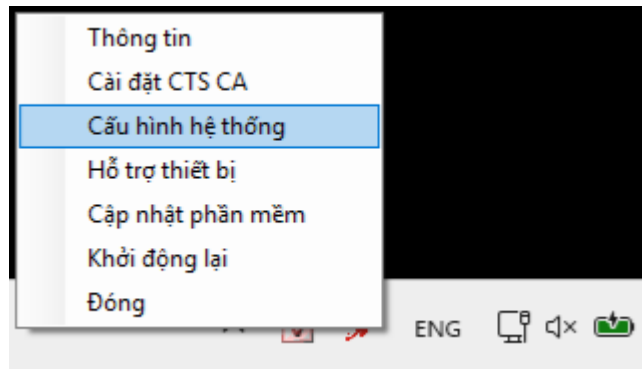 Thông tin
Cài đặt CTS CA
Cấu hình hệ thống
Hỗ trợ thiết bị
Cập nhật phần mềm
Khởi động lại
Đóng
ENG